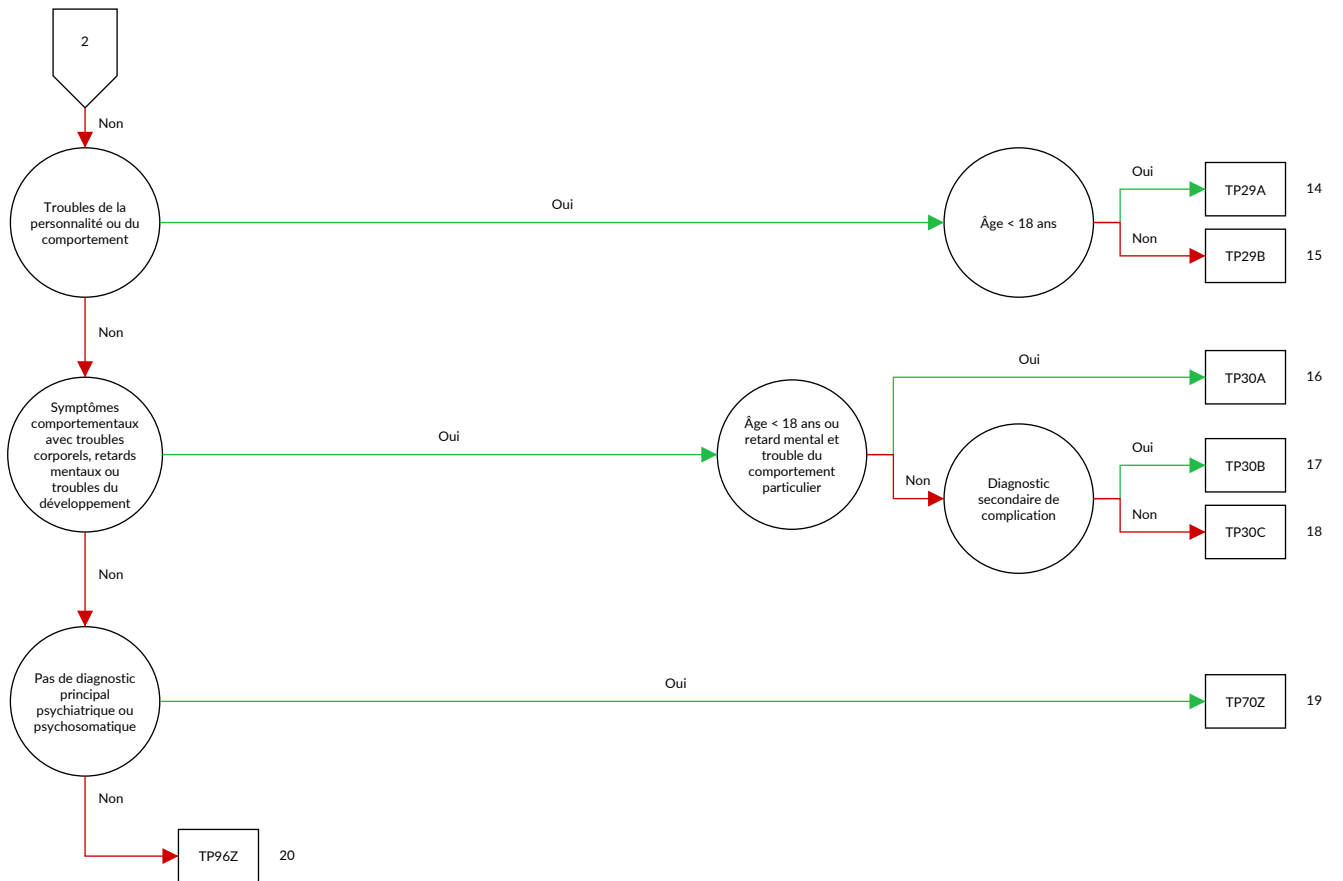 2
Non
Troubles de la
personnalité ou du
comportement
Oui
Âge < 18 ans
Oui
TP29A
14
Non
TP29B
15
Non
Symptômes
comportementaux
avec troubles
corporels, retards
mentaux ou
troubles du
développement
Oui
Âge < 18 ans ou
retard mental et
trouble du
comportement
particulier
Oui
TP30A
16
Non
Diagnostic
secondaire de
complication
Oui
TP30B
17
Non
TP30C
18
Non
Pas de diagnostic
principal
psychiatrique ou
psychosomatique
Oui
TP70Z
19
Non
TP96Z
20